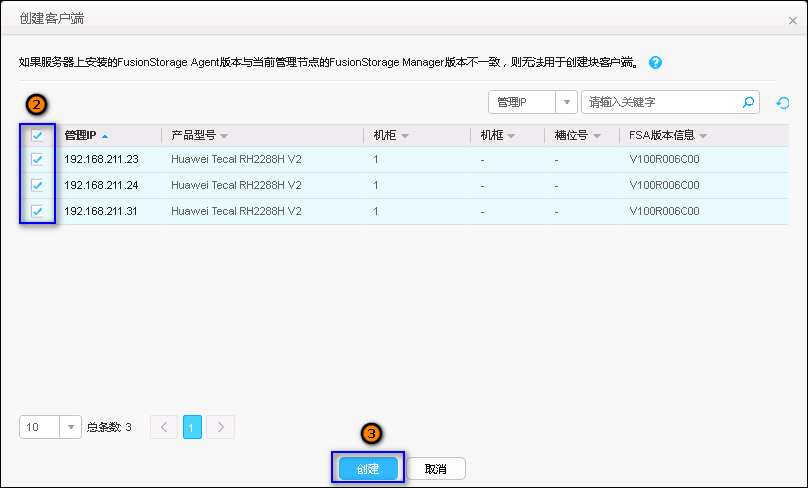 创建客户端
如果服务器上安装的FusionStorage Agent版本与当前管理节点的FusionStorage Manager版本不一致，则无法用于创建块客户端。 ?
2 管理IP 请输入关键字
管理IP 产品型号 机柜 机框 槽位号 FSA版本信息
192.168.211.23 Huawei Tecal RH2288H V2 1 - - V100R006C00
192.168.211.24 Huawei Tecal RH2288H V2 1 - - V100R006C00
192.168.211.31 Huawei Tecal RH2288H V2 1 - - V100R006C00
10 总条数: 3 1
3
创建 取消